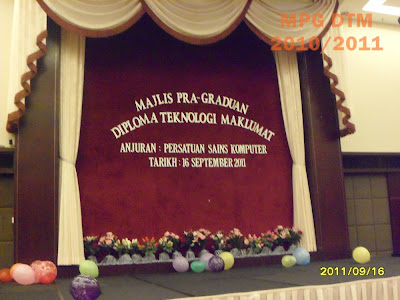 MPG DTM
2010/2011
MAJLIS PRA-GRADUAN
DIPLOMA TEKNOLOGI MAKLUMAT
ANJURAN : PERSATUAN SAINS KOMPUTER
TARIKH : 16 SEPTEMBER 2011
2011/09/16